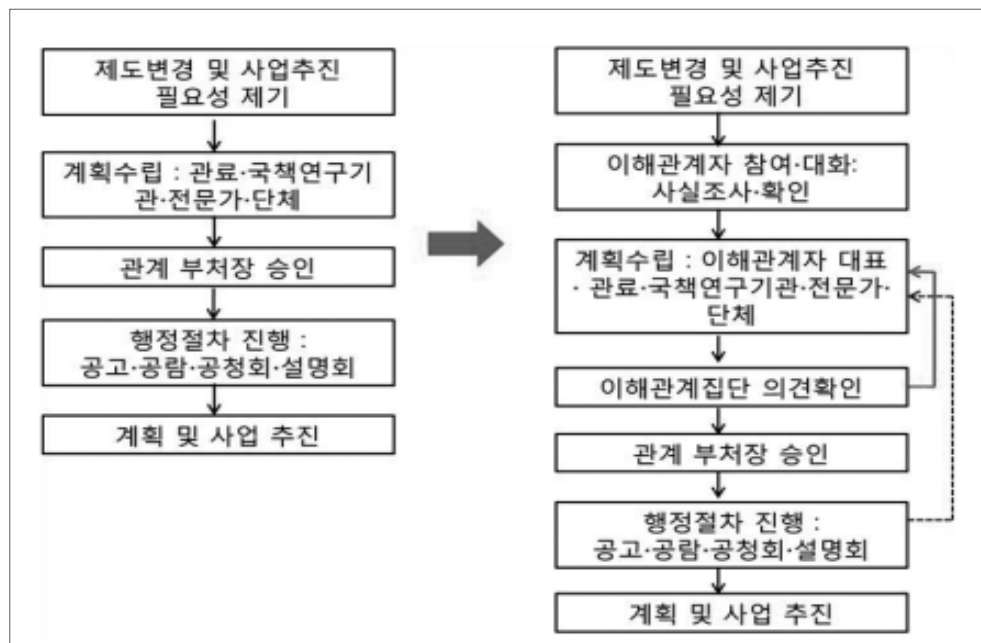 제도변경 및 사업추진
필요성 제기
계획수립 : 관료·국책연구기
관·전문가·단체
관계 부처장 승인
행정절차 진행 :
공고·공람·공청회·설명회
계획 및 사업 추진
제도변경 및 사업추진
필요성 제기
이해관계자 참여·대화:
사실조사·확인
계획수립 : 이해관계자 대표
· 관료·국책연구기관·전문가·
단체
이해관계집단 의견확인
관계 부처장 승인
행정절차 진행 :
공고·공람·공청회·설명회
계획 및 사업 추진